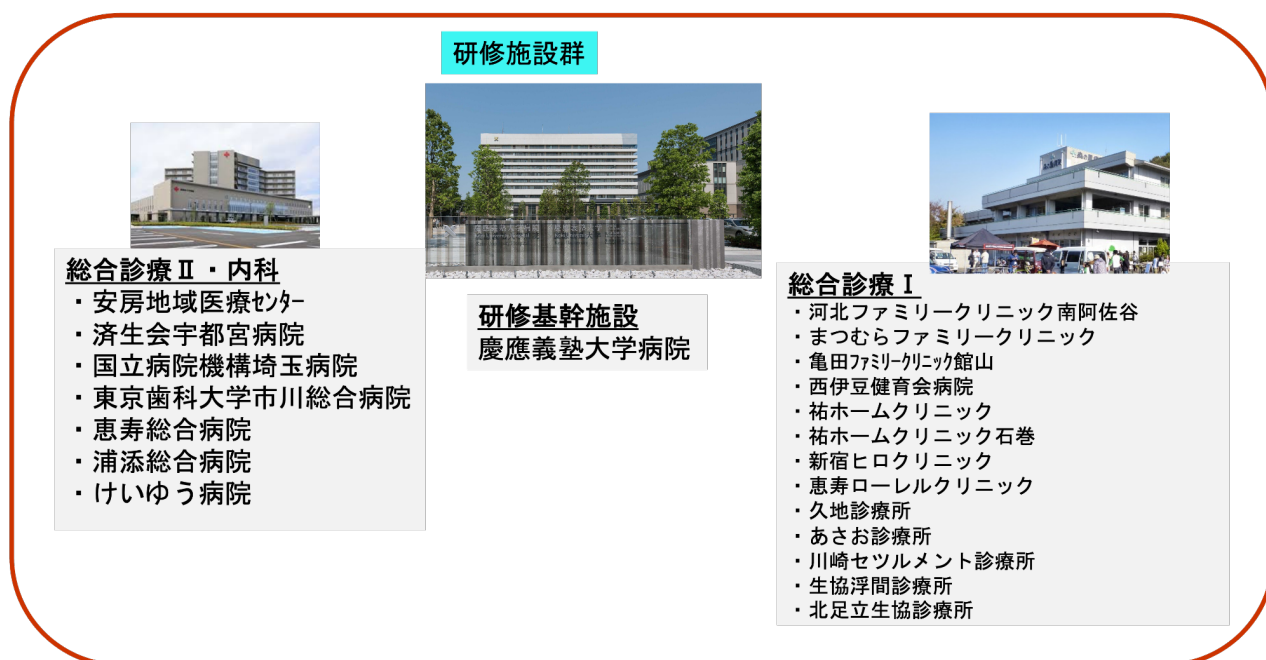 研修施設群
総合診療Ⅱ・内科
・安房地域医療ｾﾝﾀｰ
・済生会宇都宮病院
・国立病院機構埼玉病院
・東京歯科大学市川総合病院
・恵寿総合病院
・浦添総合病院
・けいゆう病院
研修基幹施設
慶應義塾大学病院
総合診療Ⅰ
・河北ファミリークリニック南阿佐谷
・まつむらファミリークリニック
・亀田ﾌｧﾐﾘｰｸﾘﾆｯｸ館山
・西伊豆健育会病院
・祐ホームクリニック
・祐ホームクリニック石巻
・新宿ヒロクリニック
・恵寿ローレルクリニック
・久地診療所
・あさお診療所
・川崎セツルメント診療所
・生協浮間診療所
・北足立生協診療所